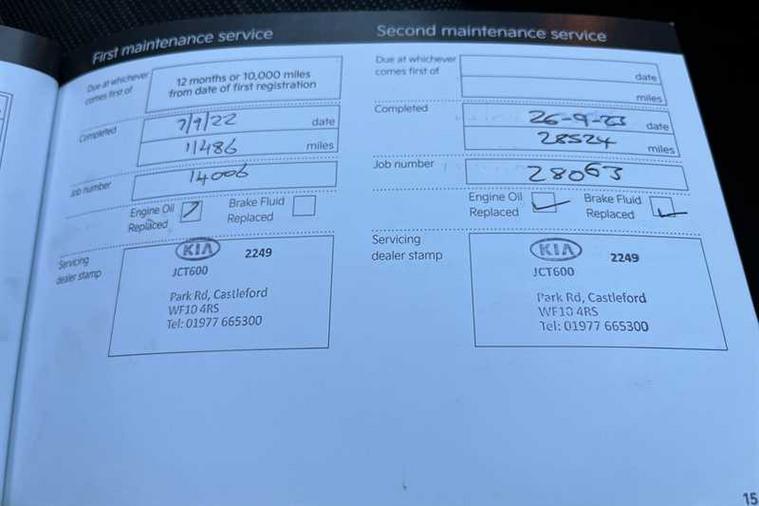 First maintenance service
Due at whichever
comes first of
12 months or 10,000 miles
from date of first registration
Completed
7/9/22 date
11486 miles
Job number
14006
Engine Oil
Replaced
Brake Fluid
Replaced
Servicing
dealer stamp
KIA 2249
JCT600
Park Rd, Castleford
WF10 4RS
Tel: 01977 665300
Second maintenance service
Due at whichever
comes first of
date
miles
Completed
26-9-23 date
28524 miles
Job number
28063
Engine Oil
Replaced
Brake Fluid
Replaced
Servicing
dealer stamp
KIA 2249
JCT600
Park Rd, Castleford
WF10 4RS
Tel: 01977 665300
15